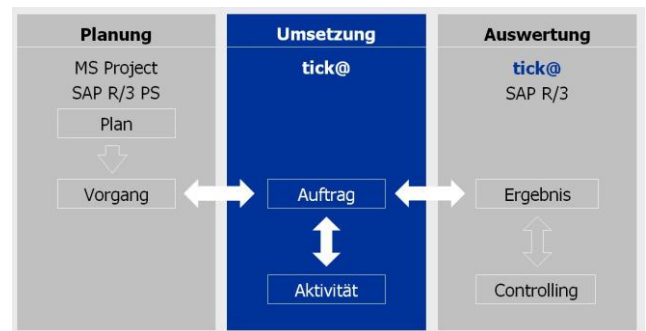 Planung
MS Project
SAP R/3 PS
Plan
Vorgang
Umsetzung
tick@
Auftrag
Aktivität
Auswertung
tick@
SAP R/3
Ergebnis
Controlling